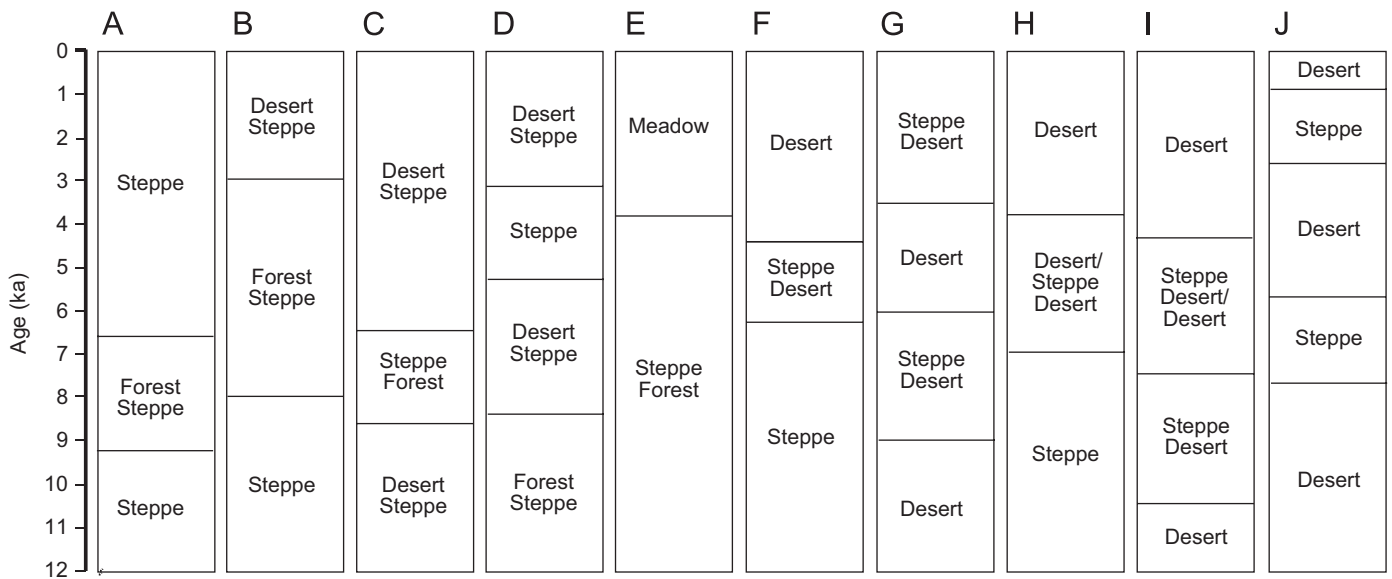 A B C D E F G H I J
Age (ka)
0
1
2
3
4
5
6
7
8
9
10
11
12
Steppe
Forest
Steppe
Steppe
Desert
Steppe
Forest
Steppe
Steppe
Desert
Steppe
Steppe
Forest
Desert
Steppe
Desert
Steppe
Steppe
Desert
Steppe
Forest
Steppe
Meadow
Steppe
Forest
Desert
Steppe
Desert
Steppe
Steppe
Desert
Desert
Steppe
Desert
Desert
Desert
Desert/
Steppe
Desert
Steppe
Desert
Steppe
Desert/
Desert
Steppe
Desert
Desert
Desert
Steppe
Desert
Steppe
Desert